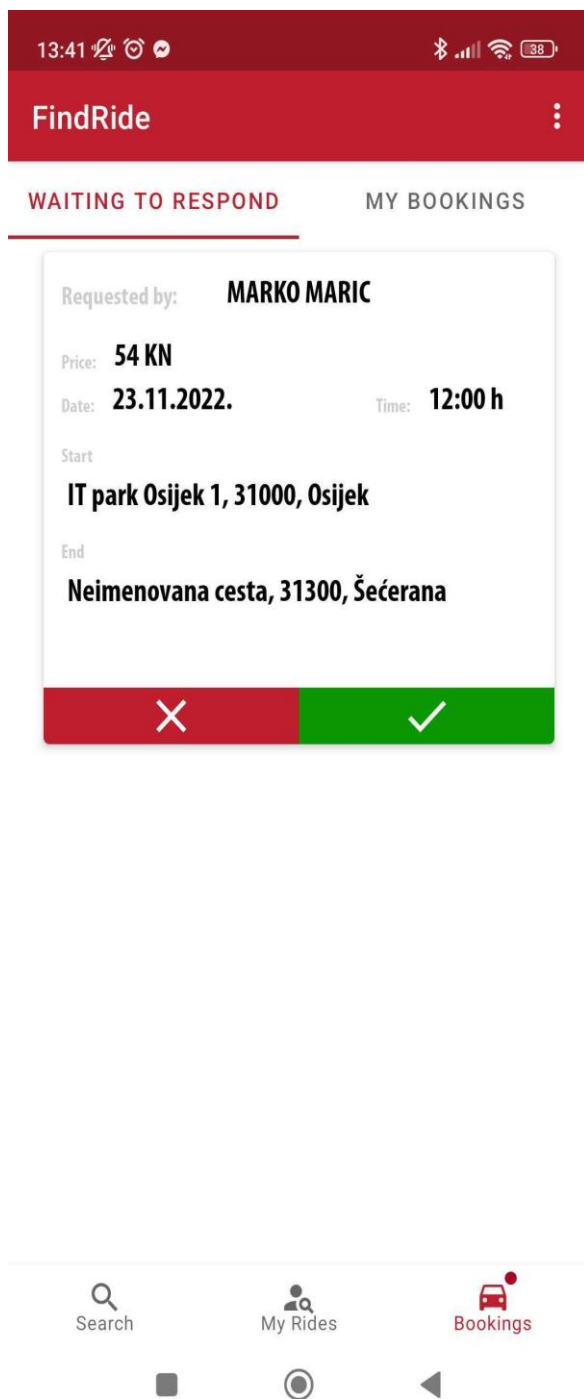 13:41 38
FindRide
WAITING TO RESPOND MY BOOKINGS
Requested by: MARKO MARIC
Price: 54 KN
Date: 23.11.2022. Time: 12:00 h
Start
IT park Osijek 1, 31000, Osijek
End
Neimenovana cesta, 31300, Šećerana
Search My Rides Bookings